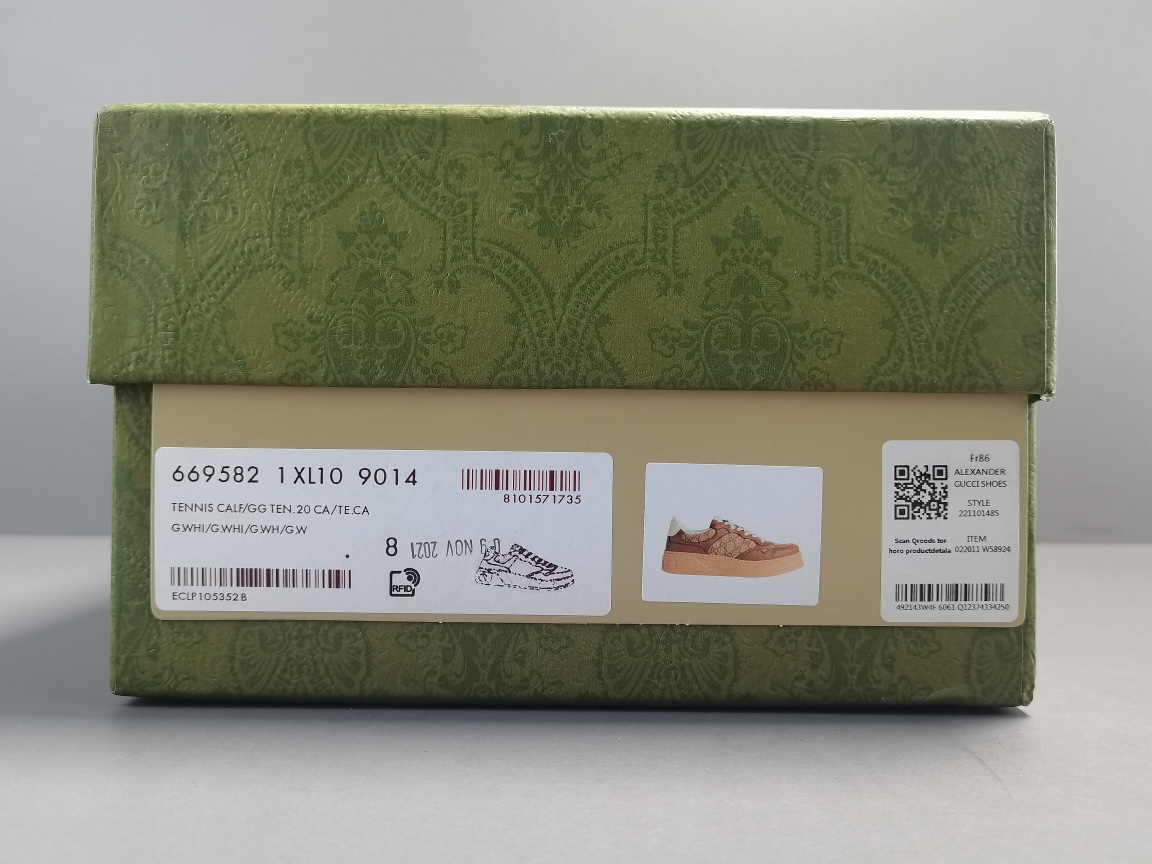 669582 1XL10 9014
8101571735
TENNIS CALF/GG TEN.20 CA/TE.CA
G.WHI/G.WHI/G.WH/G.W
8
09 NOV 2021
RFID
ECLP105352B
Fr86
ALEXANDER
GUCCI SHOES
STYLE
221101485
Scan Qroods tor
horo productdetala
ITEM
022011 W58924
492143W4F 6061 Q12374334250